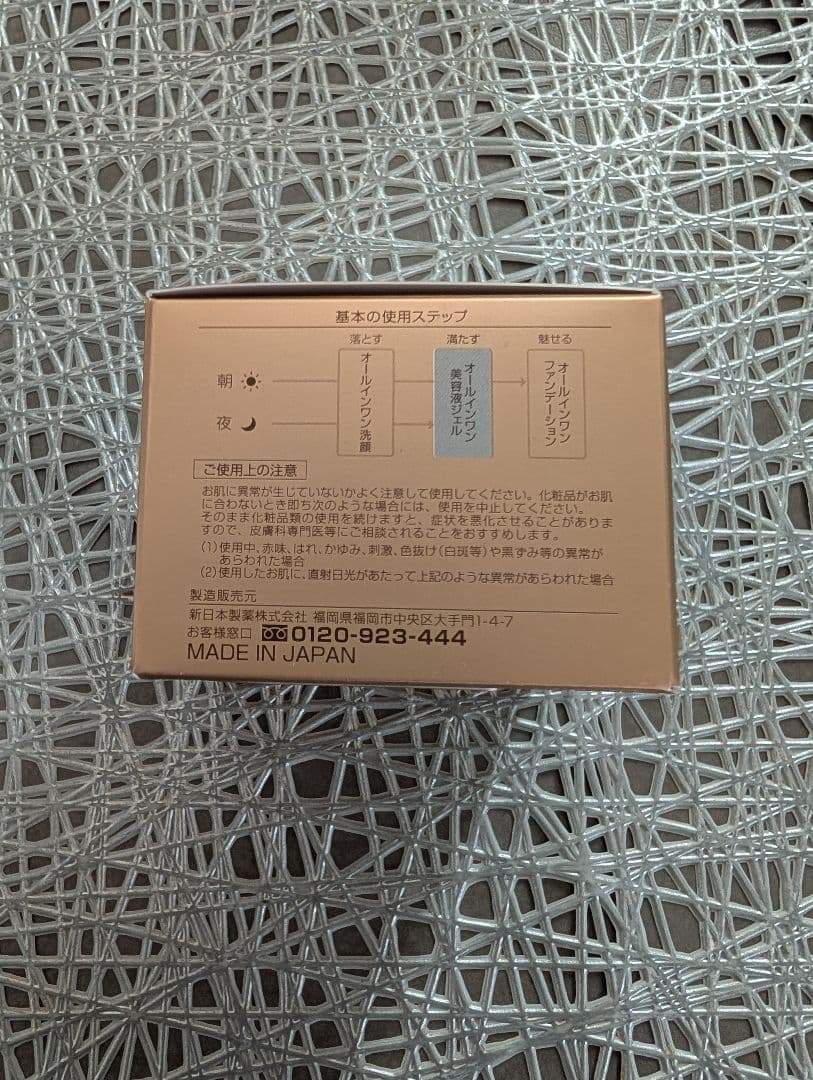 基本の使用ステップ
落とす 満たす 魅せる
朝
夜
オールインワン洗顔
オールインワン
美容液ジェル
オールインワン
ファンデーション
ご使用上の注意
お肌に異常が生じていないかよく注意して使用してください。化粧品がお肌
に合わないとき即ち次のような場合には、使用を中止してください。
そのまま化粧品類の使用を続けますと、症状を悪化させることがありま
すので、皮膚科専門医等にご相談されることをおすすめします。
(1)使用中、赤味、はれ、かゆみ、刺激、色抜け(白斑等)や黒ずみ等の異常が
あらわれた場合
(2)使用したお肌に、直射日光があたって上記のような異常があらわれた場合
製造販売元
新日本製薬株式会社 福岡県福岡市中央区大手門1-4-7
お客様窓口 0120-923-444
MADE IN JAPAN